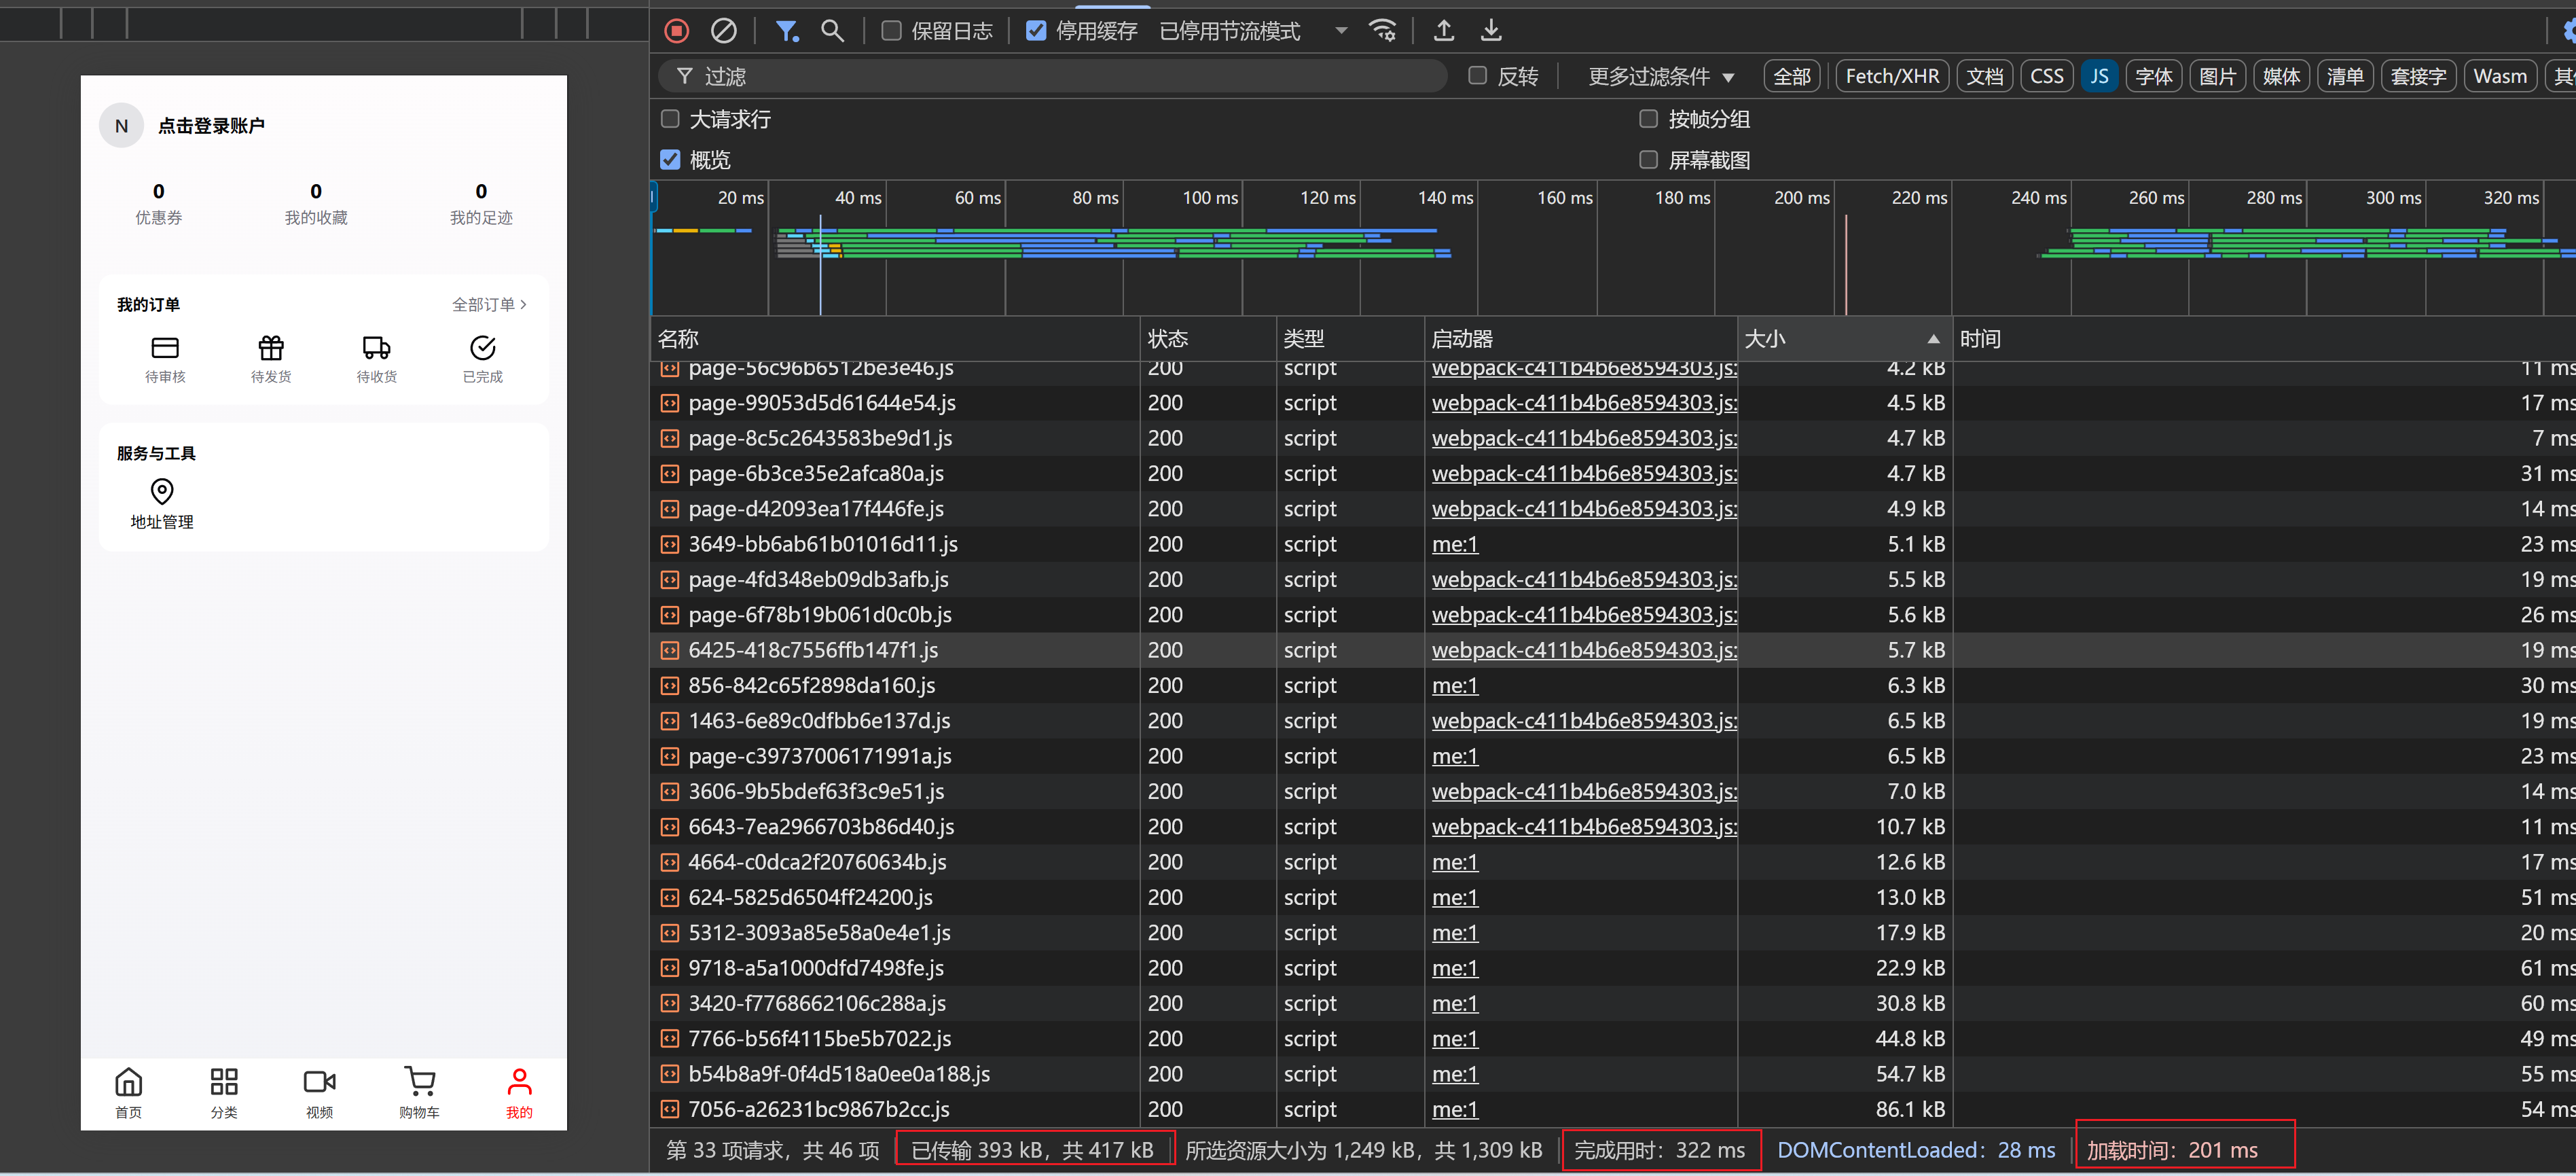 N
点击登录账户
0 0 0
优惠券 我的收藏 我的足迹
我的订单 全部订单 >
待审核 待发货 待收货 已完成
服务与工具
地址管理
首页 分类 视频 购物车 我的
保留日志 停用缓存 已停用节流模式
过滤 反转 更多过滤条件 全部 Fetch/XHR 文档 CSS JS 字体 图片 媒体 清单 套接字 Wasm
大请求行 按帧分组
概览 屏幕截图
20 ms 40 ms 60 ms 80 ms 100 ms 120 ms 140 ms 160 ms 180 ms 200 ms 220 ms 240 ms 260 ms 280 ms 300 ms 320 ms
名称 状态 类型 启动器 大小 时间
page-56c96b6512be3e46.js 200 script webpack-c411b4b6e8594303.js: 4.2 kB 11 ms
page-99053d5d61644e54.js 200 script webpack-c411b4b6e8594303.js: 4.5 kB 17 ms
page-8c5c2643583be9d1.js 200 script webpack-c411b4b6e8594303.js: 4.7 kB 7 ms
page-6b3ce35e2afca80a.js 200 script webpack-c411b4b6e8594303.js: 4.7 kB 31 ms
page-d42093ea17f446fe.js 200 script webpack-c411b4b6e8594303.js: 4.9 kB 14 ms
3649-bb6ab61b01016d11.js 200 script me:1 5.1 kB 23 ms
page-4fd348eb09db3afb.js 200 script webpack-c411b4b6e8594303.js: 5.5 kB 19 ms
page-6f78b19b061d0c0b.js 200 script webpack-c411b4b6e8594303.js: 5.6 kB 26 ms
6425-418c7556ffb147f1.js 200 script webpack-c411b4b6e8594303.js: 5.7 kB 19 ms
856-842c65f2898da160.js 200 script me:1 6.3 kB 30 ms
1463-6e89c0dfbb6e137d.js 200 script webpack-c411b4b6e8594303.js: 6.5 kB 19 ms
page-c39737006171991a.js 200 script me:1 6.5 kB 23 ms
3606-9b5bdef63f3c9e51.js 200 script webpack-c411b4b6e8594303.js: 7.0 kB 14 ms
6643-7ea2966703b86d40.js 200 script webpack-c411b4b6e8594303.js: 10.7 kB 11 ms
4664-c0dca2f20760634b.js 200 script me:1 12.6 kB 17 ms
624-5825d6504ff24200.js 200 script me:1 13.0 kB 51 ms
5312-3093a85e58a0e4e1.js 200 script me:1 17.9 kB 20 ms
9718-a5a1000dfd7498fe.js 200 script me:1 22.9 kB 61 ms
3420-f7768662106c288a.js 200 script me:1 30.8 kB 60 ms
7766-b56f4115be5b7022.js 200 script me:1 44.8 kB 49 ms
b54b8a9f-0f4d518a0ee0a188.js 200 script me:1 54.7 kB 55 ms
7056-a26231bc9867b2cc.js 200 script me:1 86.1 kB 54 ms
第 33 项请求，共 46 项 已传输 393 kB，共 417 kB 所选资源大小为 1,249 kB，共 1,309 kB 完成用时：322 ms DOMContentLoaded：28 ms 加载时间：201 ms